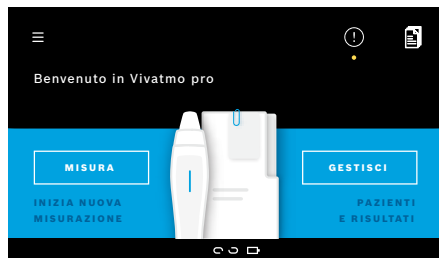 Benvenuto in Vivatmo pro
MISURA
GESTISCI
INIZIA NUOVA
MISURAZIONE
PAZIENTI
E RISULTATI